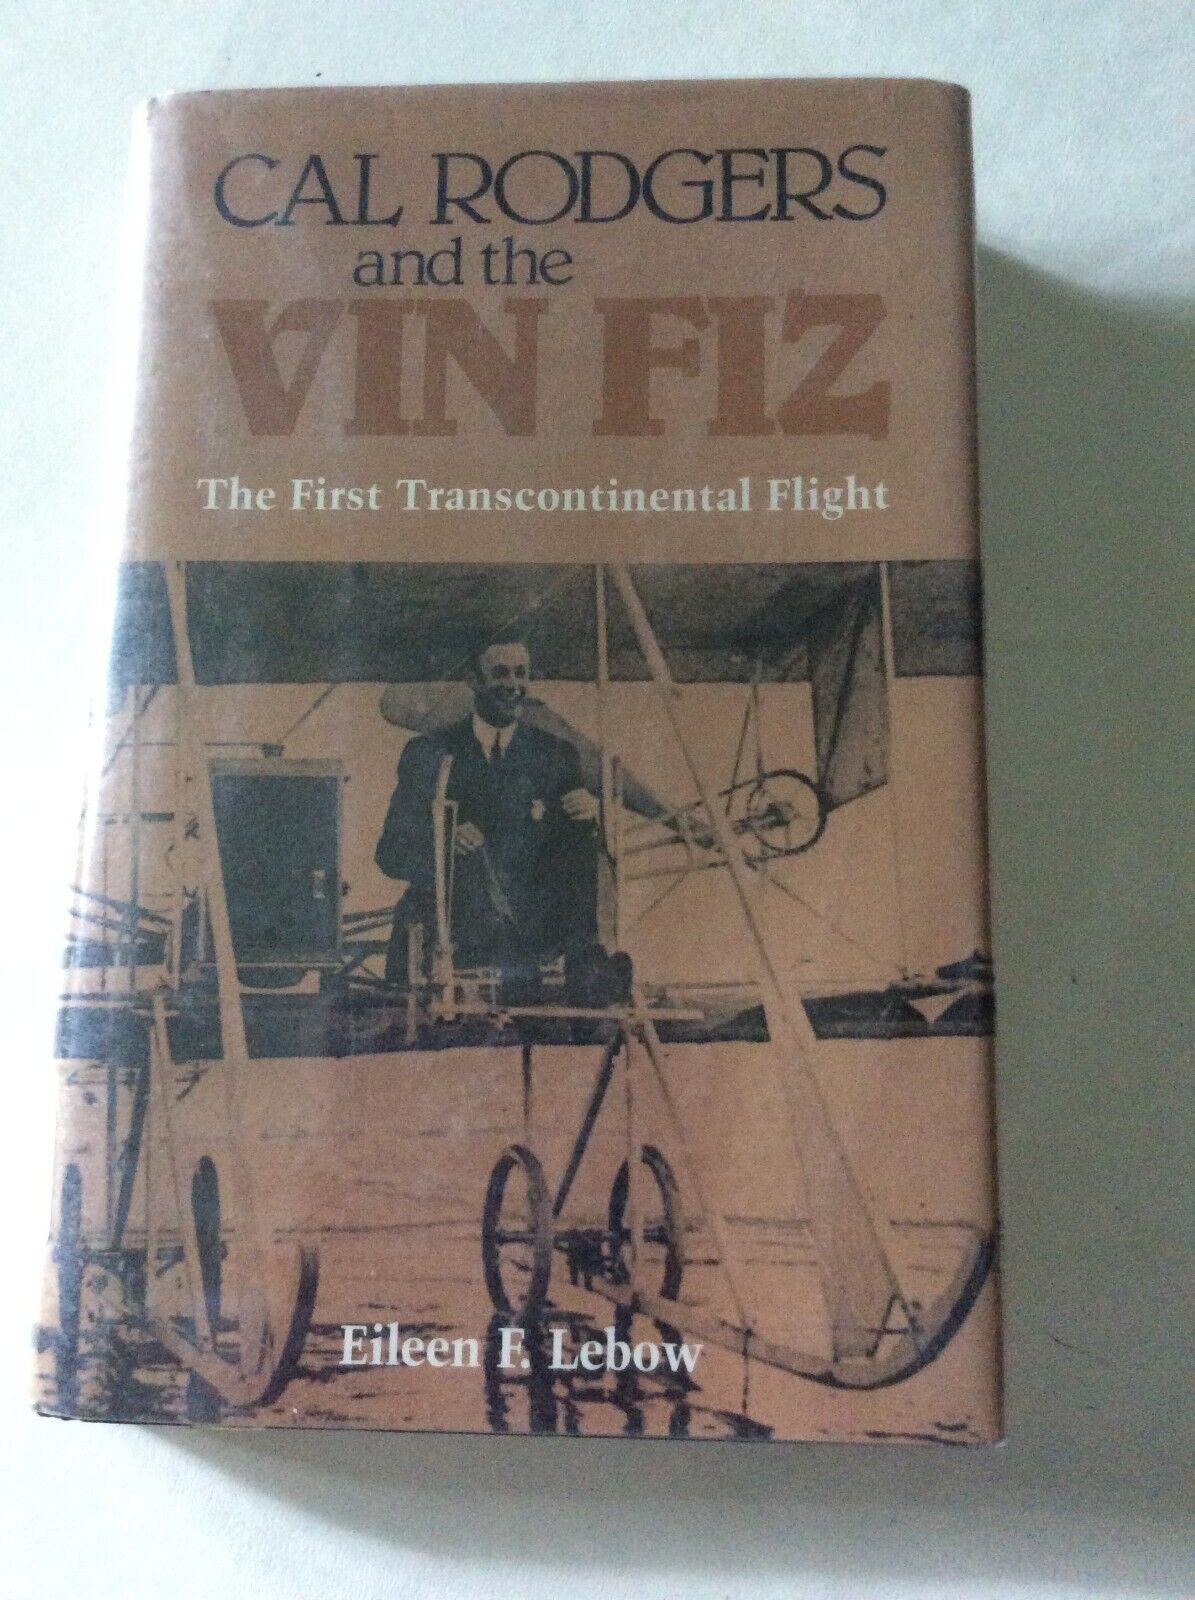 CAL RODGERS
and the
VIN FIZ
The First Transcontinental Flight
Eileen F. Lebow